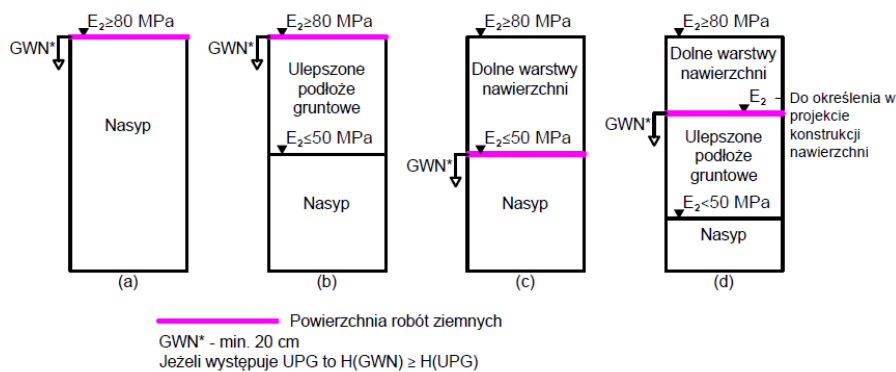 E₂≥80 MPa
GWN*
Nasyp
(a)
E₂≥80 MPa
GWN*
Ulepszone
podłoże
gruntowe
E₂≤50 MPa
Nasyp
(b)
E₂≥80 MPa
Dolne warstwy
nawierzchni
E₂≤50 MPa
GWN*
Nasyp
(c)
E₂≥80 MPa
Dolne warstwy
nawierzchni
E₂ – Do określenia w
projekcie
konstrukcji
nawierzchni
GWN*
Ulepszone
podłoże
gruntowe
E₂<50 MPa
Nasyp
(d)
Powierzchnia robót ziemnych
GWN* - min. 20 cm
Jeżeli występuje UPG to H(GWN) ≥ H(UPG)